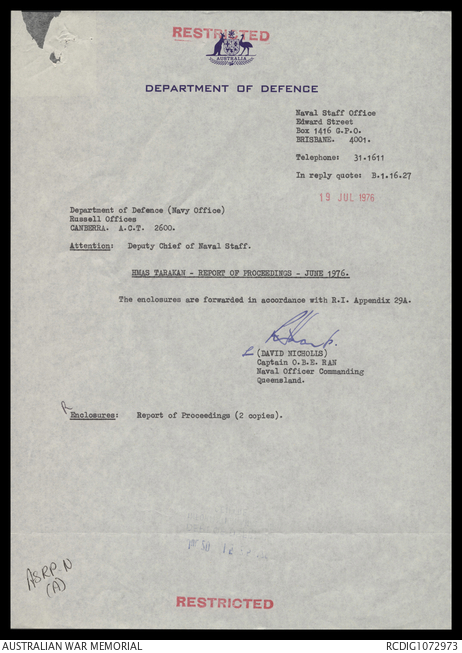 RESTRICTED
AUSTRALIA
DEPARTMENT OF DEFENCE
Naval Staff Office
Edward Street
Box 1416 G.P.O.
BRISBANE. 4001.
Telephone: 31.1611
In reply quote: B.1.16.27
19 JUL 1976
Department of Defence (Navy Office)
Russell Offices
CANBERRA. A.C.T. 2600.
Attention: Deputy Chief of Naval Staff.
HMAS TARAKAN - REPORT OF PROCEEDINGS - JUNE 1976.
The enclosures are forwarded in accordance with R.I. Appendix 29A.
(DAVID NICHOLLS)
Captain O.B.E. RAN
Naval Officer Commanding
Queensland.
R
Enclosures: Report of Proceedings (2 copies).
ASRP.N
(A)
RESTRICTED
AUSTRALIAN WAR MEMORIAL
RCDIG1072973